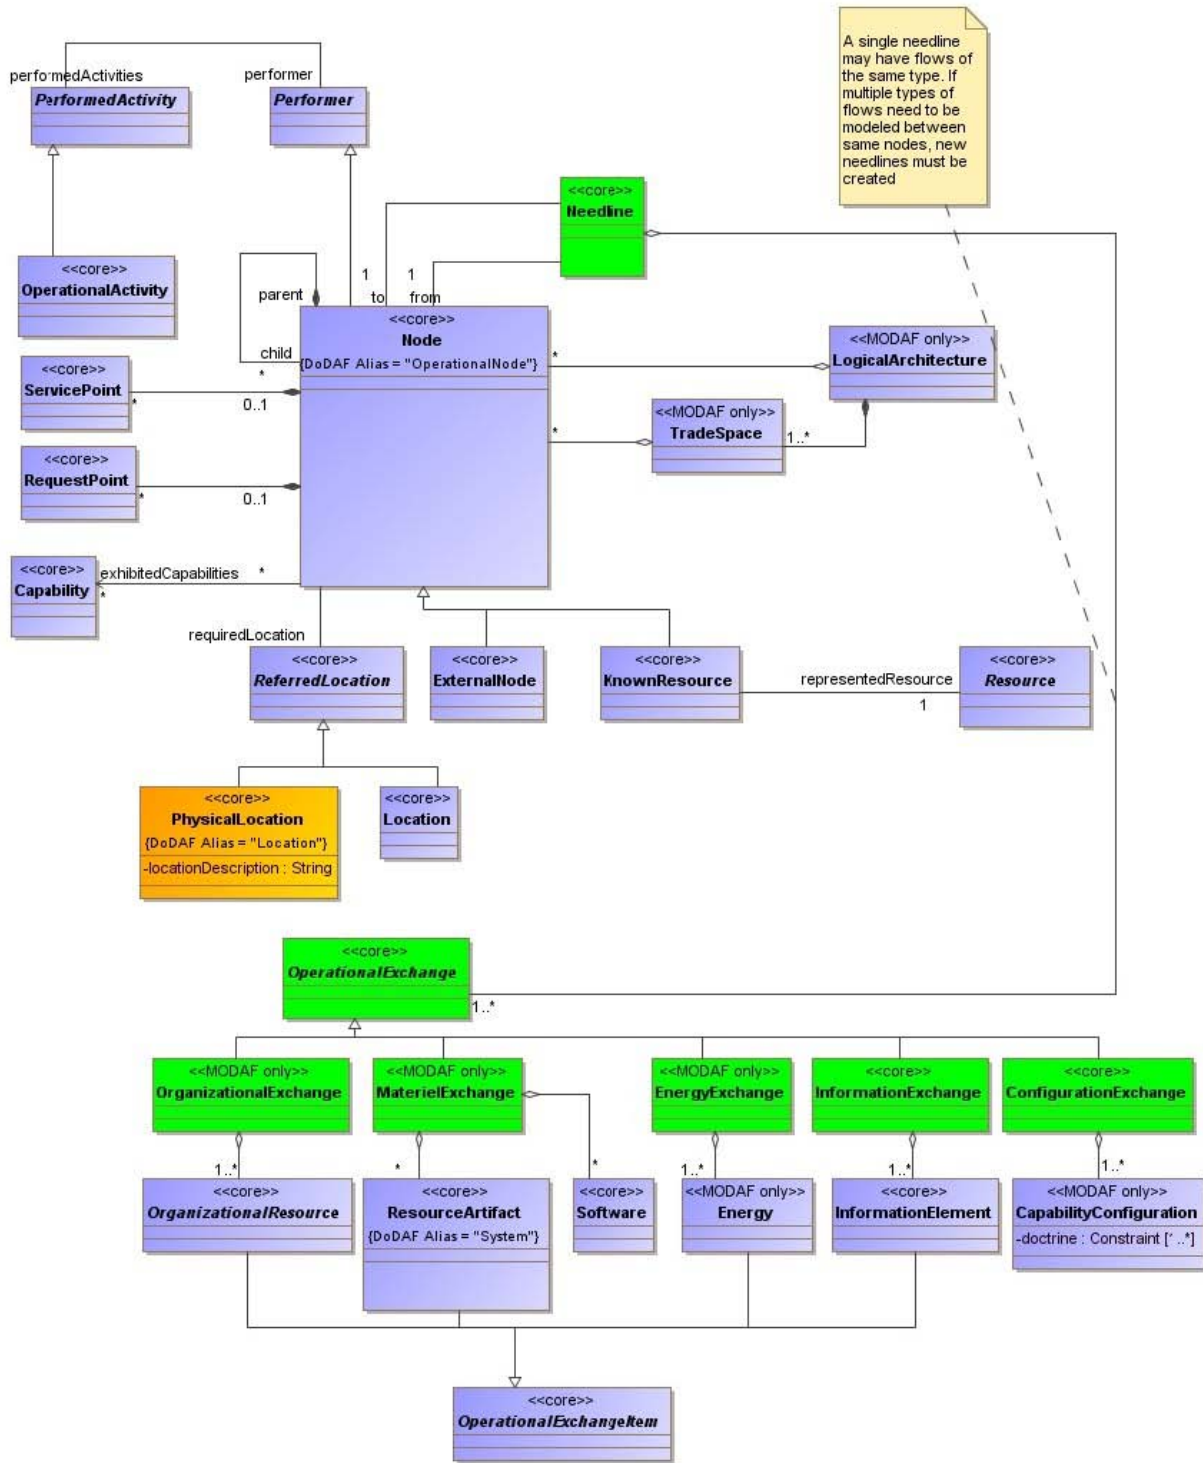 A single needline
may have flows of
the same type. If
multiple types of
flows need to be
modeled between
same nodes, new
needlines must be
created
performedActivities
performer
PerformedActivity
Performer
<<core>>
Needline
<<core>>
OperationalActivity
parent
1
1
to
from
<<core>>
Node
{DoDAF Alias = "OperationalNode"}
child
*
*
<<MODAF only>>
LogicalArchitecture
<<core>>
ServicePoint
*
0..1
<<MODAF only>>
TradeSpace
*
1..*
<<core>>
RequestPoint
*
0..1
<<core>>
Capability
exhibitedCapabilities
*
*
requiredLocation
<<core>>
ReferredLocation
<<core>>
ExternalNode
<<core>>
KnownResource
representedResource
1
<<core>>
Resource
<<core>>
PhysicalLocation
{DoDAF Alias = "Location"}
-locationDescription : String
<<core>>
Location
<<core>>
OperationalExchange
1..*
<<MODAF only>>
OrganizationalExchange
<<MODAF only>>
MaterielExchange
<<MODAF only>>
EnergyExchange
<<core>>
InformationExchange
<<core>>
ConfigurationExchange
1..*
*
*
1..*
1..*
1..*
<<core>>
OrganizationalResource
<<core>>
ResourceArtifact
{DoDAF Alias = "System"}
<<core>>
Software
<<MODAF only>>
Energy
<<core>>
InformationElement
<<MODAF only>>
CapabilityConfiguration
-doctrine : Constraint [1..*]
<<core>>
OperationalExchangeItem